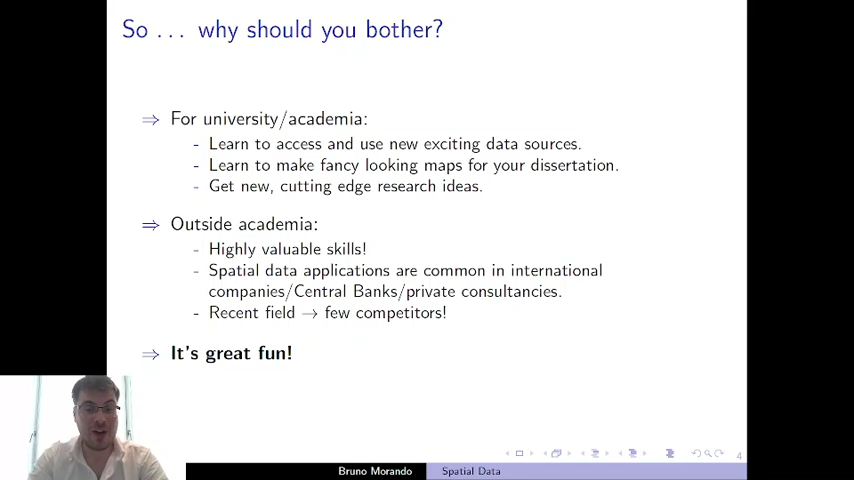 So ... why should you bother?
⇒ For university/academia:
- Learn to access and use new exciting data sources.
- Learn to make fancy looking maps for your dissertation.
- Get new, cutting edge research ideas.
⇒ Outside academia:
- Highly valuable skills!
- Spatial data applications are common in international
companies/Central Banks/private consultancies.
- Recent field → few competitors!
⇒ It's great fun!
4
Bruno Morando Spatial Data